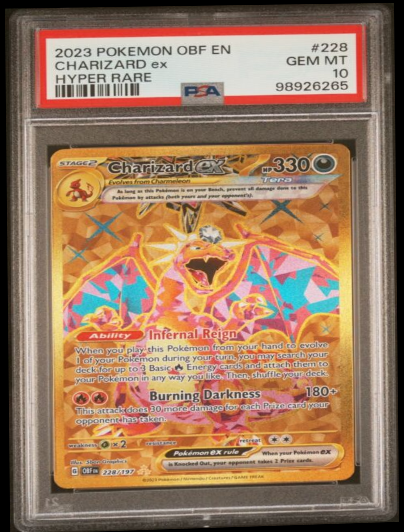 2023 POKEMON OBF EN #228
CHARIZARD ex GEM MT
HYPER RARE 10
PSA 98926265
STAGE2 Charizard ex HP 330
Evolves from Charmeleon Tera
As long as this Pokémon is on your Bench, prevent all damage done to this
Pokémon by attacks (both yours and your opponent's).
Ability Infernal Reign
When you play this Pokémon from your hand to evolve
1 of your Pokémon during your turn, you may search your
deck for up to 3 Basic Energy cards and attach them to
your Pokémon in any way you like. Then, shuffle your deck.
Burning Darkness 180+
This attack does 30 more damage for each Prize card your
opponent has taken.
weakness ×2 resistance retreat
Pokémon ex rule When your Pokémon ex
is Knocked Out, your opponent takes 2 Prize cards.
G OBF EN 228/197
©2023 Pokémon/Nintendo/Creatures/GAME FREAK